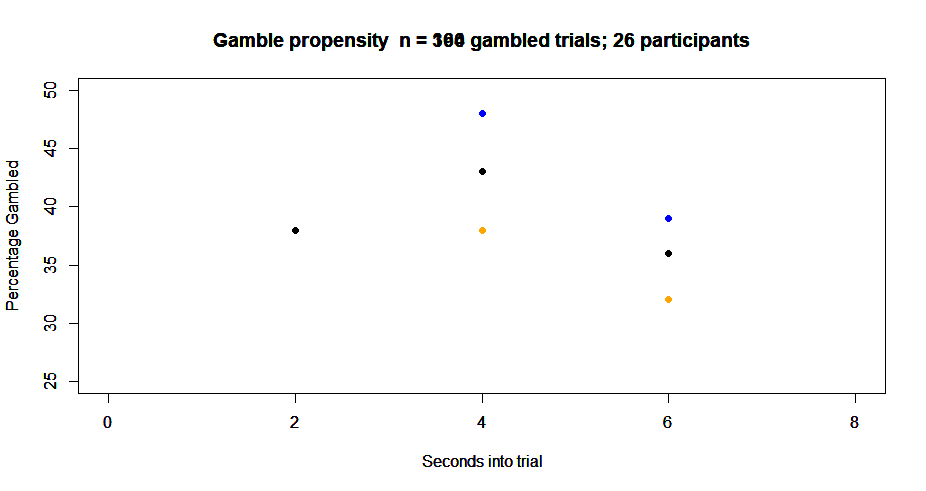 Gamble propensity n = gambled trials; 26 participants
Percentage Gambled
50
45
40
35
30
25
0 2 4 6 8
Seconds into trial